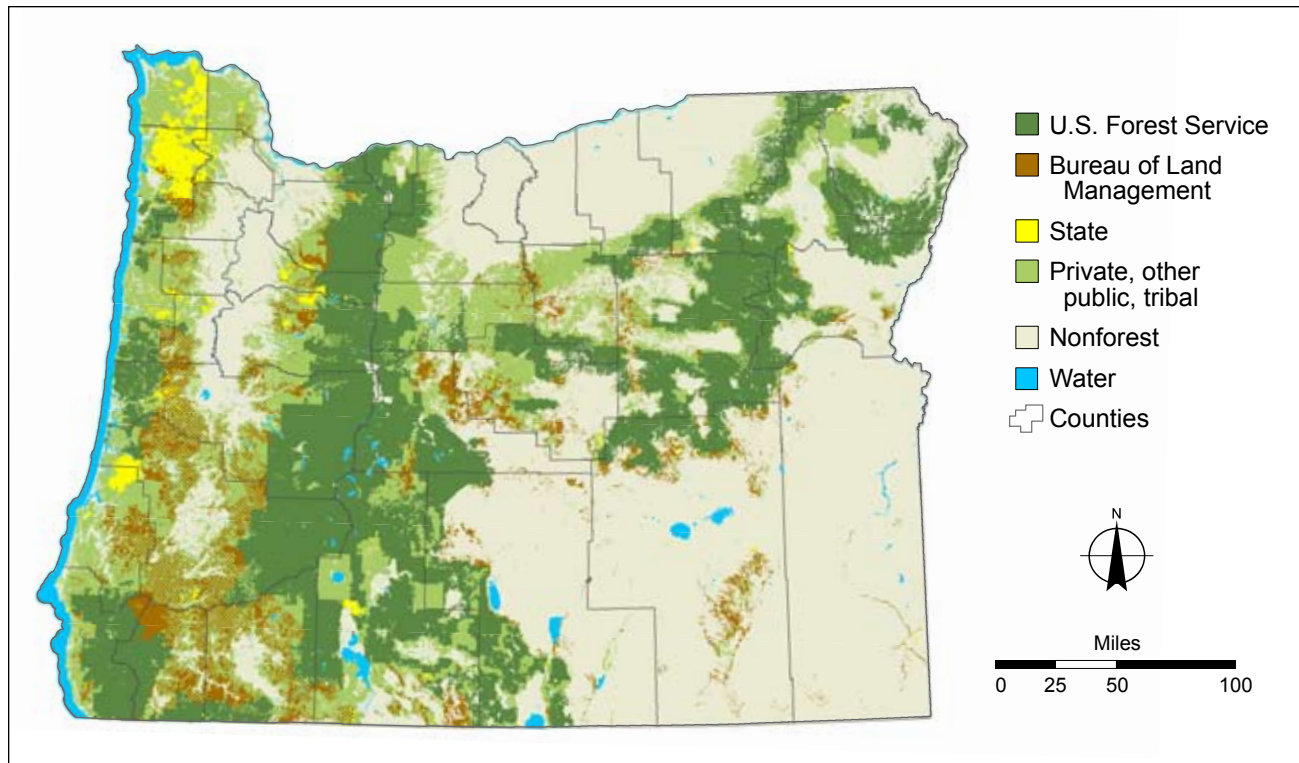 U.S. Forest Service
Bureau of Land
Management
State
Private, other
public, tribal
Nonforest
Water
Counties
N
Miles
0 25 50 100